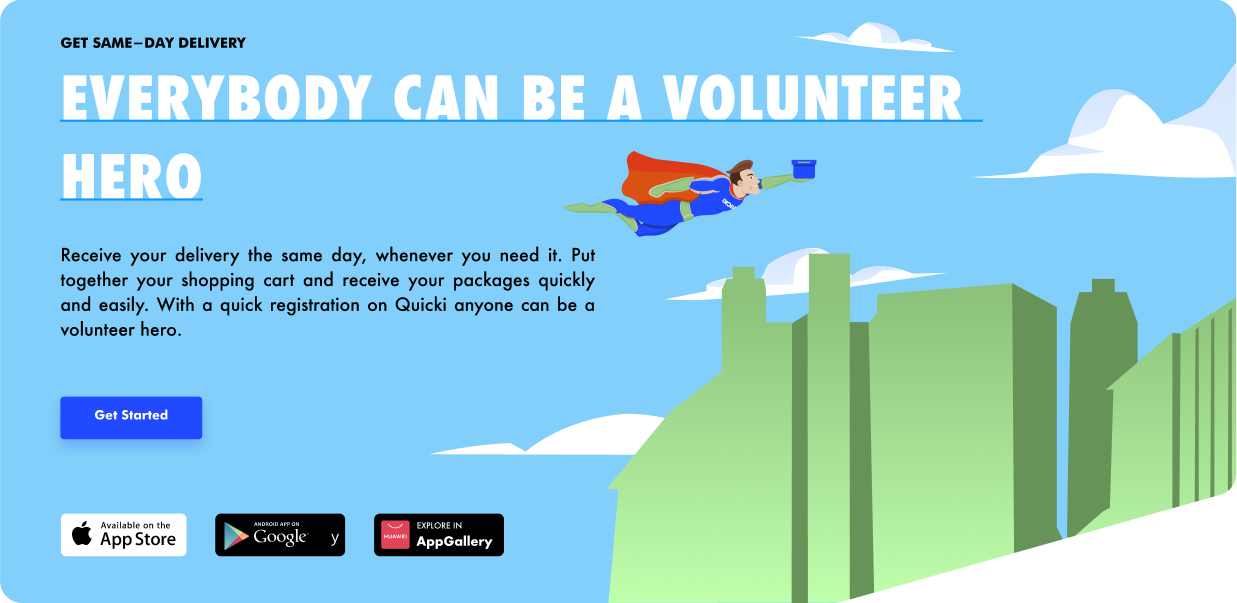 GET SAME–DAY DELIVERY
EVERYBODY CAN BE A VOLUNTEER
HERO
Receive your delivery the same day, whenever you need it. Put
together your shopping cart and receive your packages quickly
and easily. With a quick registration on Quicki anyone can be a
volunteer hero.
Get Started
Available on the
App Store
ANDROID APP ON
Google y
EXPLORE IN
HUAWEI
AppGallery